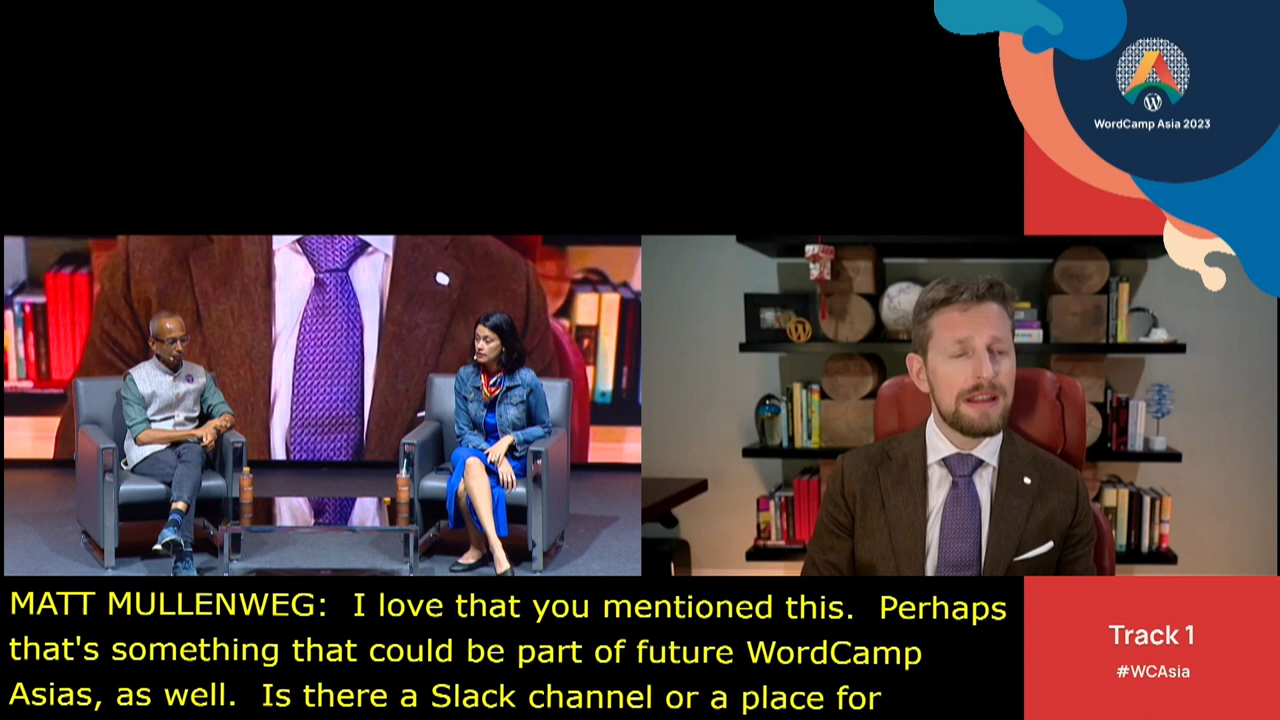 WordCamp Asia 2023
MATT MULLENWEG:  I love that you mentioned this.  Perhaps
that's something that could be part of future WordCamp
Asias, as well.  Is there a Slack channel or a place for
Track 1
#WCAsia